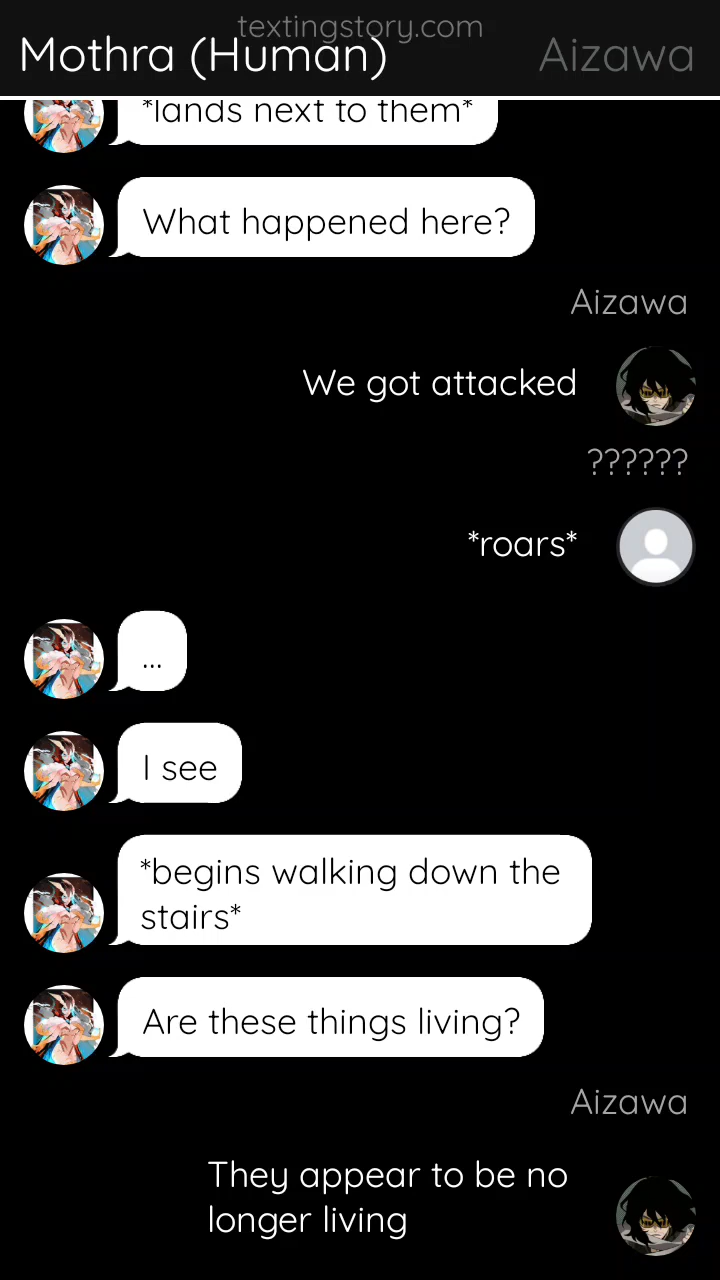 textingstory.com
Mothra (Human)
Aizawa
*lands next to them*
What happened here?
Aizawa
We got attacked
??????
*roars*
...
I see
*begins walking down the
stairs*
Are these things living?
Aizawa
They appear to be no
longer living